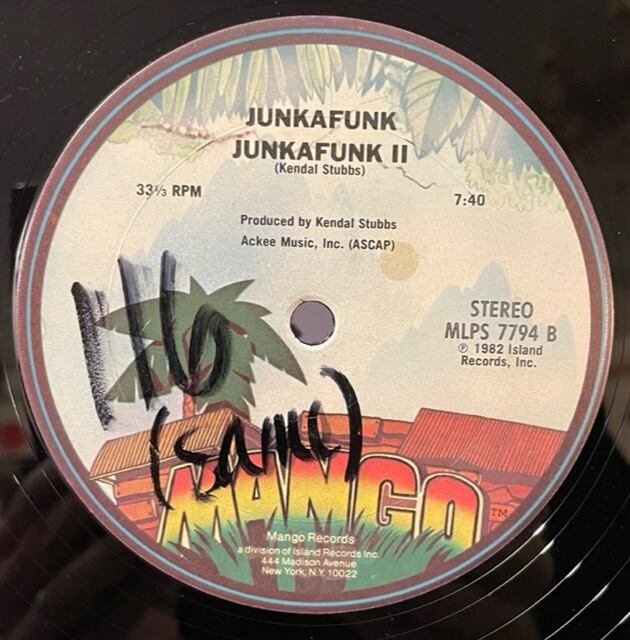 JUNKAFUNK
JUNKAFUNK II
(Kendal Stubbs)
33⅓ RPM
7:40
Produced by Kendal Stubbs
Ackee Music, Inc. (ASCAP)
STEREO
MLPS 7794 B
℗ 1982 Island
Records, Inc.
116
(same)
MANGO TM
Mango Records
a division of Island Records Inc.
444 Madison Avenue
New York, N.Y. 10022